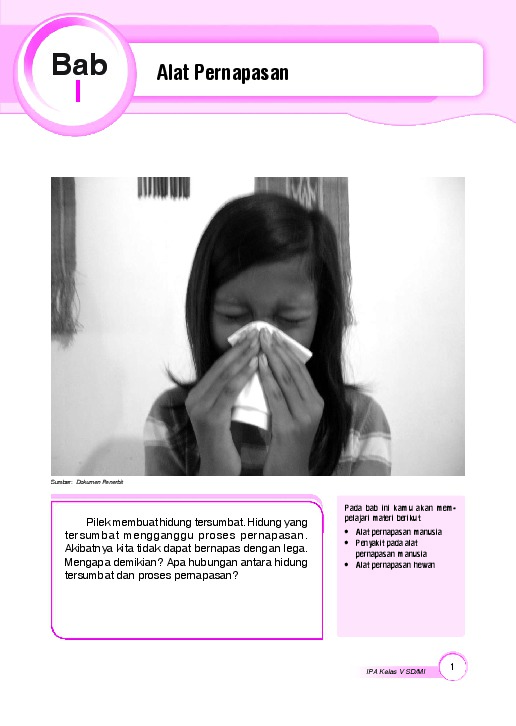 Bab
I
Alat Pernapasan
Sumber: Dokumen Penerbit
Pilek membuat hidung tersumbat. Hidung yang
tersumbat mengganggu proses pernapasan.
Akibatnya kita tidak dapat bernapas dengan lega.
Mengapa demikian? Apa hubungan antara hidung
tersumbat dan proses pernapasan?
Pada bab ini kamu akan mem-
pelajari materi berikut
• Alat pernapasan manusia
• Penyakit pada alat
pernapasan manusia
• Alat pernapasan hewan
IPA Kelas V SD/MI
1